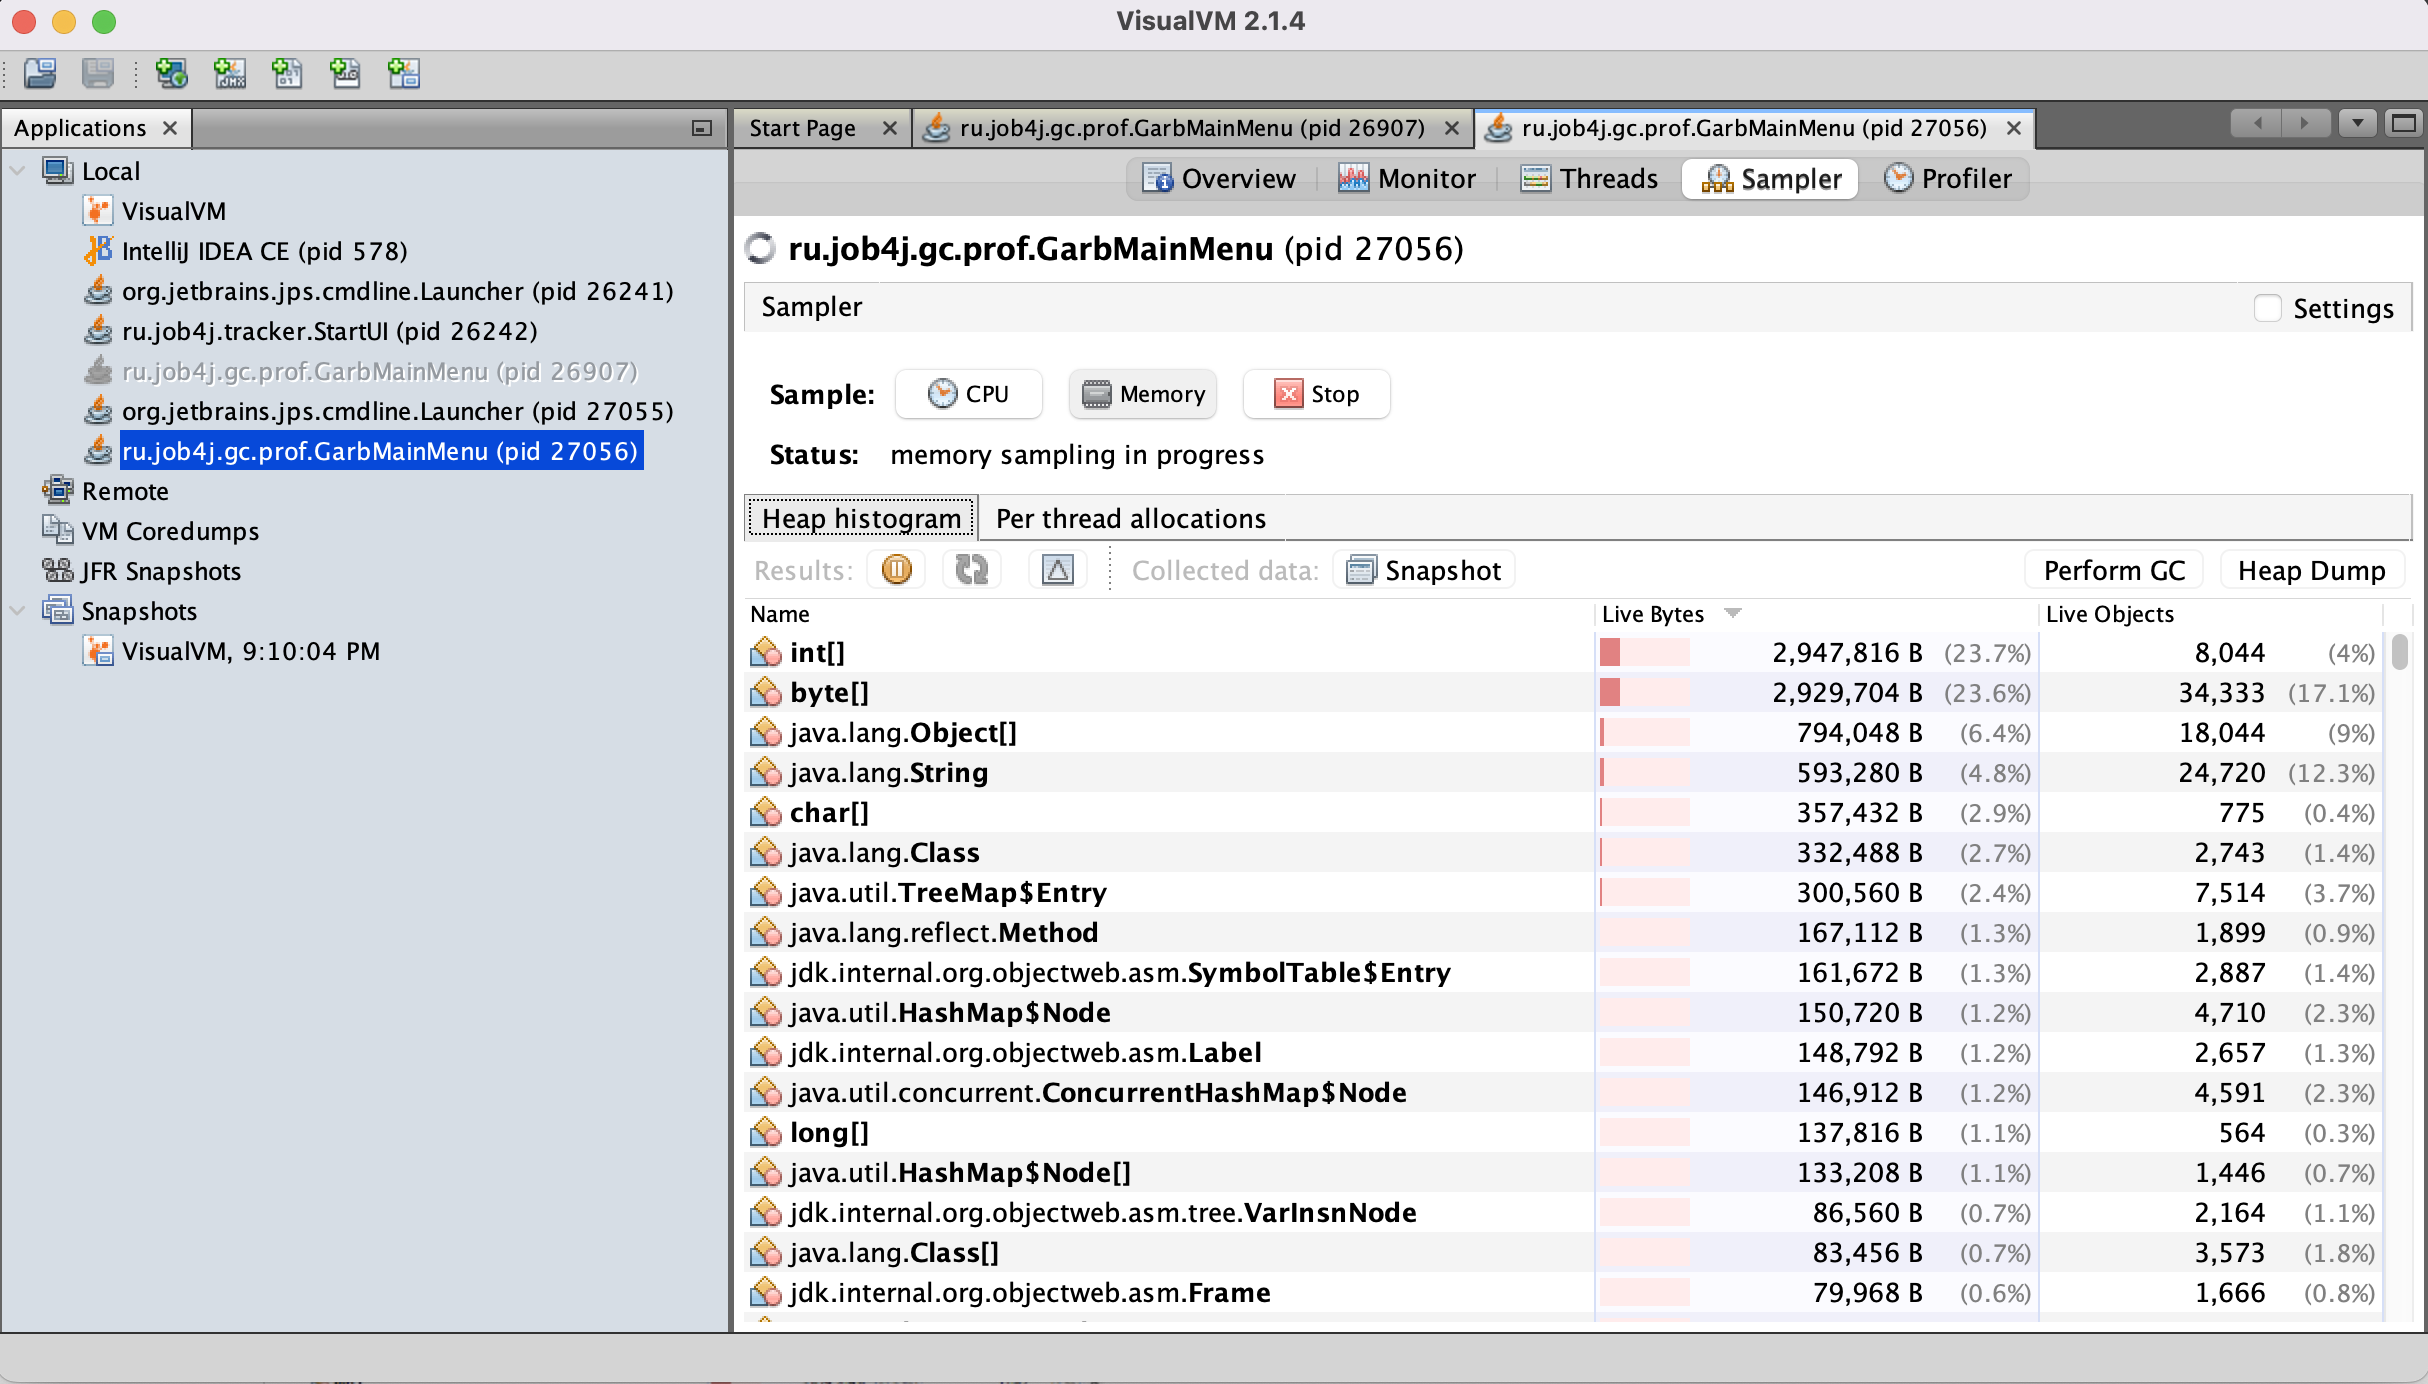 VisualVM 2.1.4
Applications
Start Page
ru.job4j.gc.prof.GarbMainMenu (pid 26907)
ru.job4j.gc.prof.GarbMainMenu (pid 27056)
Local
VisualVM
IntelliJ IDEA CE (pid 578)
org.jetbrains.jps.cmdline.Launcher (pid 26241)
ru.job4j.tracker.StartUI (pid 26242)
ru.job4j.gc.prof.GarbMainMenu (pid 26907)
org.jetbrains.jps.cmdline.Launcher (pid 27055)
ru.job4j.gc.prof.GarbMainMenu (pid 27056)
Remote
VM Coredumps
JFR Snapshots
Snapshots
VisualVM, 9:10:04 PM
Overview Monitor Threads Sampler Profiler
ru.job4j.gc.prof.GarbMainMenu (pid 27056)
Sampler Settings
Sample: CPU Memory Stop
Status: memory sampling in progress
Heap histogram Per thread allocations
Results: Collected data: Snapshot Perform GC Heap Dump
Name Live Bytes Live Objects
int[] 2,947,816 B (23.7%) 8,044 (4%)
byte[] 2,929,704 B (23.6%) 34,333 (17.1%)
java.lang.Object[] 794,048 B (6.4%) 18,044 (9%)
java.lang.String 593,280 B (4.8%) 24,720 (12.3%)
char[] 357,432 B (2.9%) 775 (0.4%)
java.lang.Class 332,488 B (2.7%) 2,743 (1.4%)
java.util.TreeMap$Entry 300,560 B (2.4%) 7,514 (3.7%)
java.lang.reflect.Method 167,112 B (1.3%) 1,899 (0.9%)
jdk.internal.org.objectweb.asm.SymbolTable$Entry 161,672 B (1.3%) 2,887 (1.4%)
java.util.HashMap$Node 150,720 B (1.2%) 4,710 (2.3%)
jdk.internal.org.objectweb.asm.Label 148,792 B (1.2%) 2,657 (1.3%)
java.util.concurrent.ConcurrentHashMap$Node 146,912 B (1.2%) 4,591 (2.3%)
long[] 137,816 B (1.1%) 564 (0.3%)
java.util.HashMap$Node[] 133,208 B (1.1%) 1,446 (0.7%)
jdk.internal.org.objectweb.asm.tree.VarInsnNode 86,560 B (0.7%) 2,164 (1.1%)
java.lang.Class[] 83,456 B (0.7%) 3,573 (1.8%)
jdk.internal.org.objectweb.asm.Frame 79,968 B (0.6%) 1,666 (0.8%)